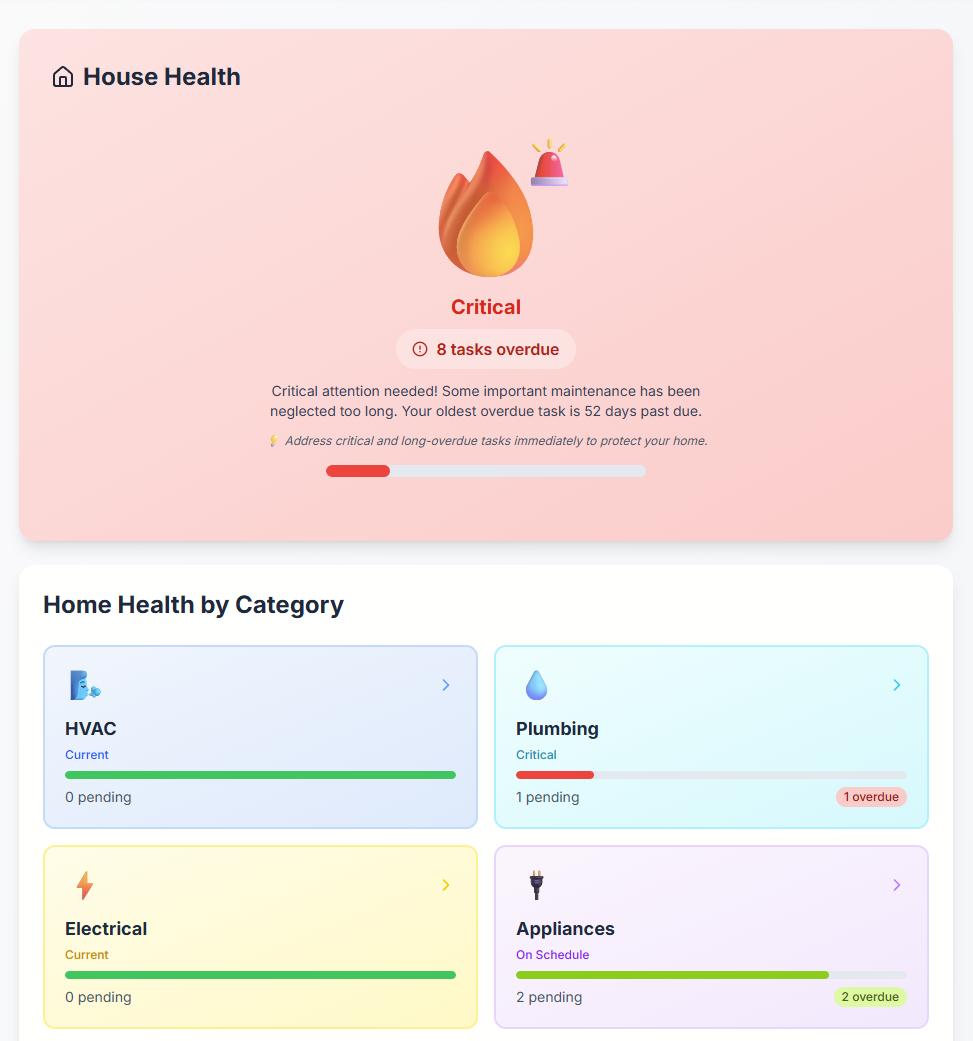 House Health
Critical
8 tasks overdue
Critical attention needed! Some important maintenance has been
neglected too long. Your oldest overdue task is 52 days past due.
Address critical and long-overdue tasks immediately to protect your home.
Home Health by Category
HVAC
Current
0 pending
Plumbing
Critical
1 pending
1 overdue
Electrical
Current
0 pending
Appliances
On Schedule
2 pending
2 overdue